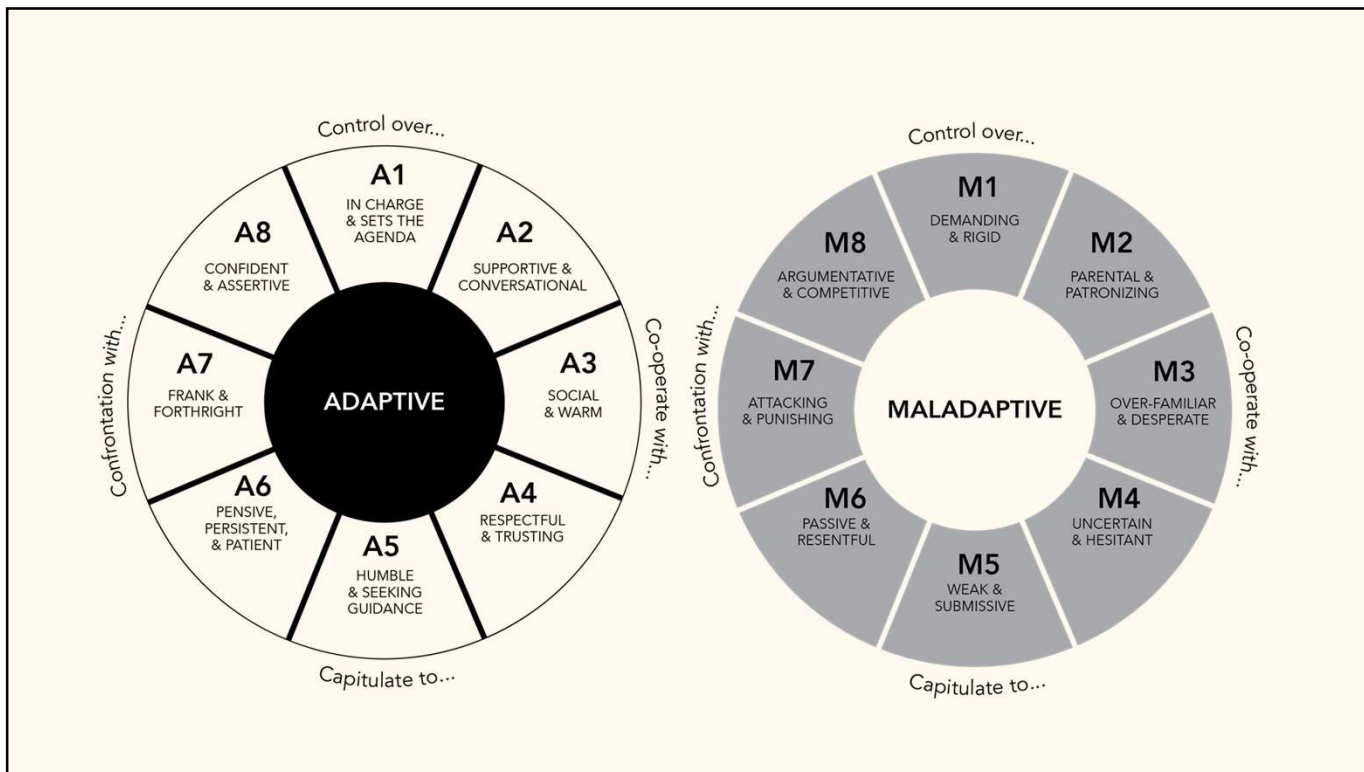 Control over...
A1
IN CHARGE
& SETS THE
AGENDA
A2
SUPPORTIVE &
CONVERSATIONAL
A3
SOCIAL
& WARM
A4
RESPECTFUL
& TRUSTING
A5
HUMBLE
& SEEKING
GUIDANCE
A6
PENSIVE,
PERSISTENT,
& PATIENT
A7
FRANK &
FORTHRIGHT
A8
CONFIDENT
& ASSERTIVE
ADAPTIVE
Co-operate with...
Capitulate to...
Confrontation with...
Control over...
M1
DEMANDING
& RIGID
M2
PARENTAL &
PATRONIZING
M3
OVER-FAMILIAR
& DESPERATE
M4
UNCERTAIN
& HESITANT
M5
WEAK &
SUBMISSIVE
M6
PASSIVE &
RESENTFUL
M7
ATTACKING
& PUNISHING
M8
ARGUMENTATIVE
& COMPETITIVE
MALADAPTIVE
Co-operate with...
Capitulate to...
Confrontation with...